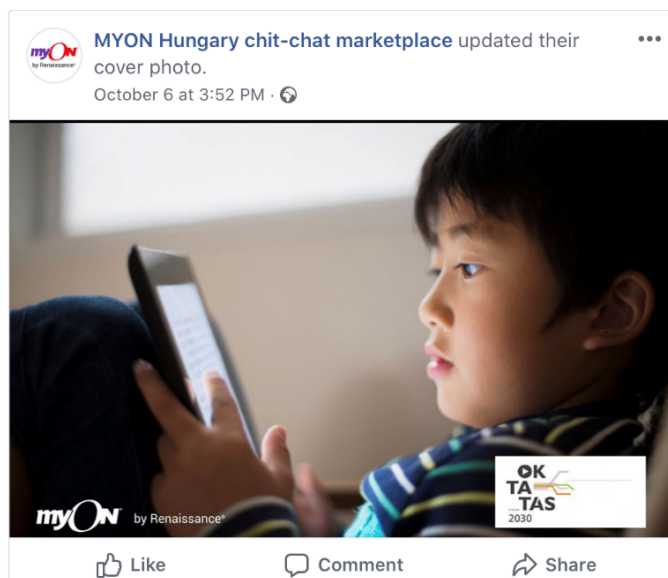 myON
by Renaissance®
MYON Hungary chit-chat marketplace updated their
cover photo.
October 6 at 3:52 PM ·
myON™ by Renaissance®
OK
TA
TAS
2030
Like Comment Share